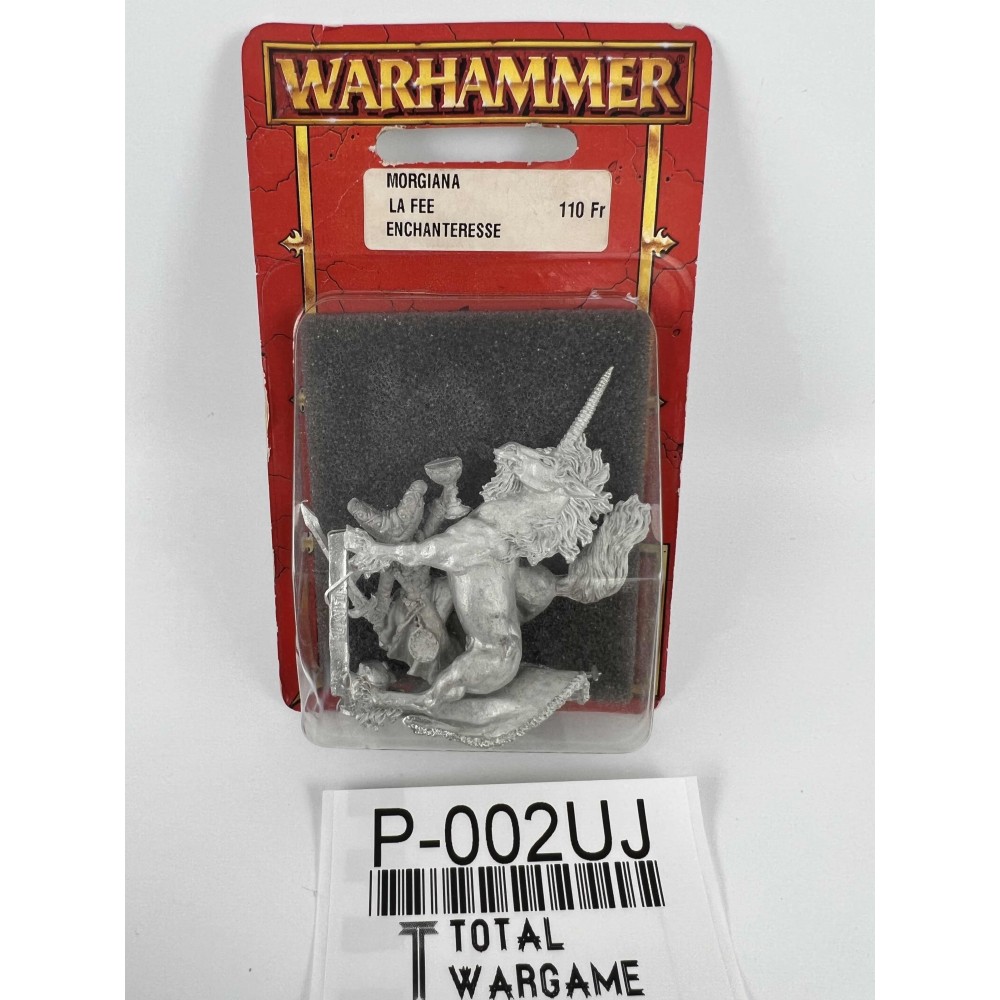 WARHAMMER®
MORGIANA
LA FEE 110 Fr
ENCHANTERESSE
P-002UJ
TOTAL
WARGAME